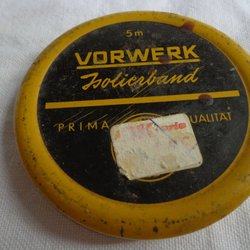 5 m
VORWERK
Isolierband
PRIMA QUALITÄT